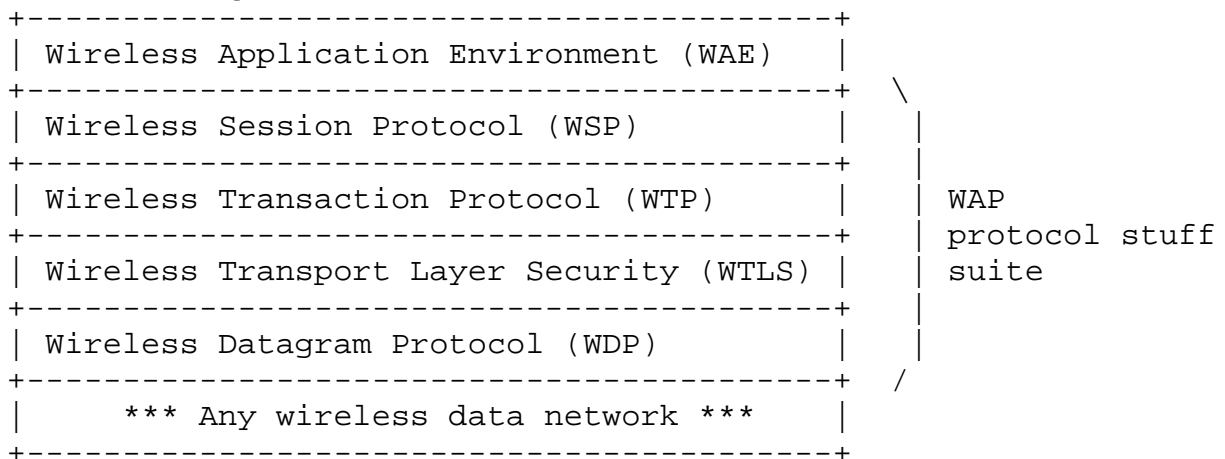 Wireless Application Environment (WAE)
Wireless Session Protocol (WSP)
Wireless Transaction Protocol (WTP)
WAP
protocol stuff
Wireless Transport Layer Security (WTLS)
suite
Wireless Datagram Protocol (WDP)
*** Any wireless data network ***